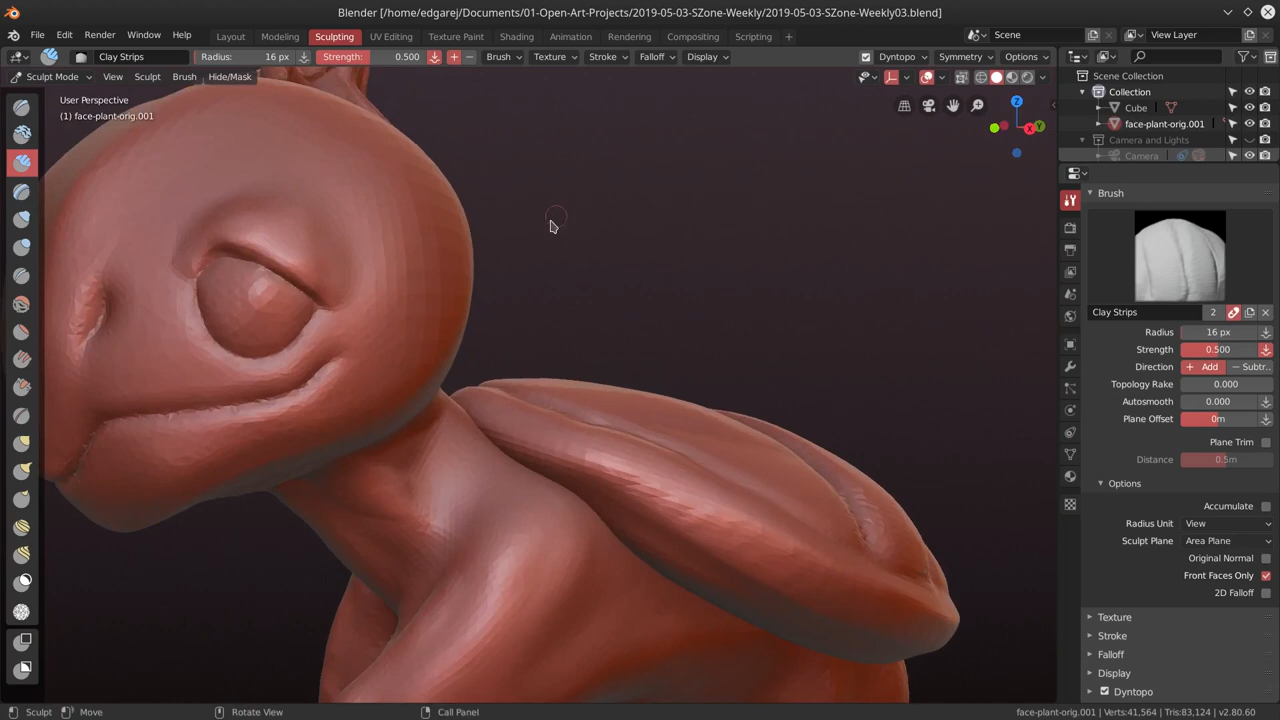 Blender [/home/edgarej/Documents/01-Open-Art-Projects/2019-05-03-SZone-Weekly/2019-05-03-SZone-Weekly03.blend]
File Edit Render Window Help Layout Modeling Sculpting UV Editing Texture Paint Shading Animation Rendering Compositing Scripting + Scene View Layer
Clay Strips Radius: 16 px Strength: 0.500 Brush Texture Stroke Falloff Display Dyntopo Symmetry Options
Sculpt Mode View Sculpt Brush Hide/Mask
User Perspective
(1) face-plant-orig.001
Z
X
Y
Scene Collection
Collection
Cube
face-plant-orig.001
Camera and Lights
Camera
Brush
Clay Strips 2
Radius 16 px
Strength 0.500
Direction + Add − Subtr..
Topology Rake 0.000
Autosmooth 0.000
Plane Offset 0m
Plane Trim
Distance 0.5m
Options
Accumulate
Radius Unit View
Sculpt Plane Area Plane
Original Normal
Front Faces Only
2D Falloff
Texture
Stroke
Falloff
Display
Dyntopo
Sculpt Move Rotate View Call Panel face-plant-orig.001 | Verts:41,564 | Tris:83,124 | v2.80.60